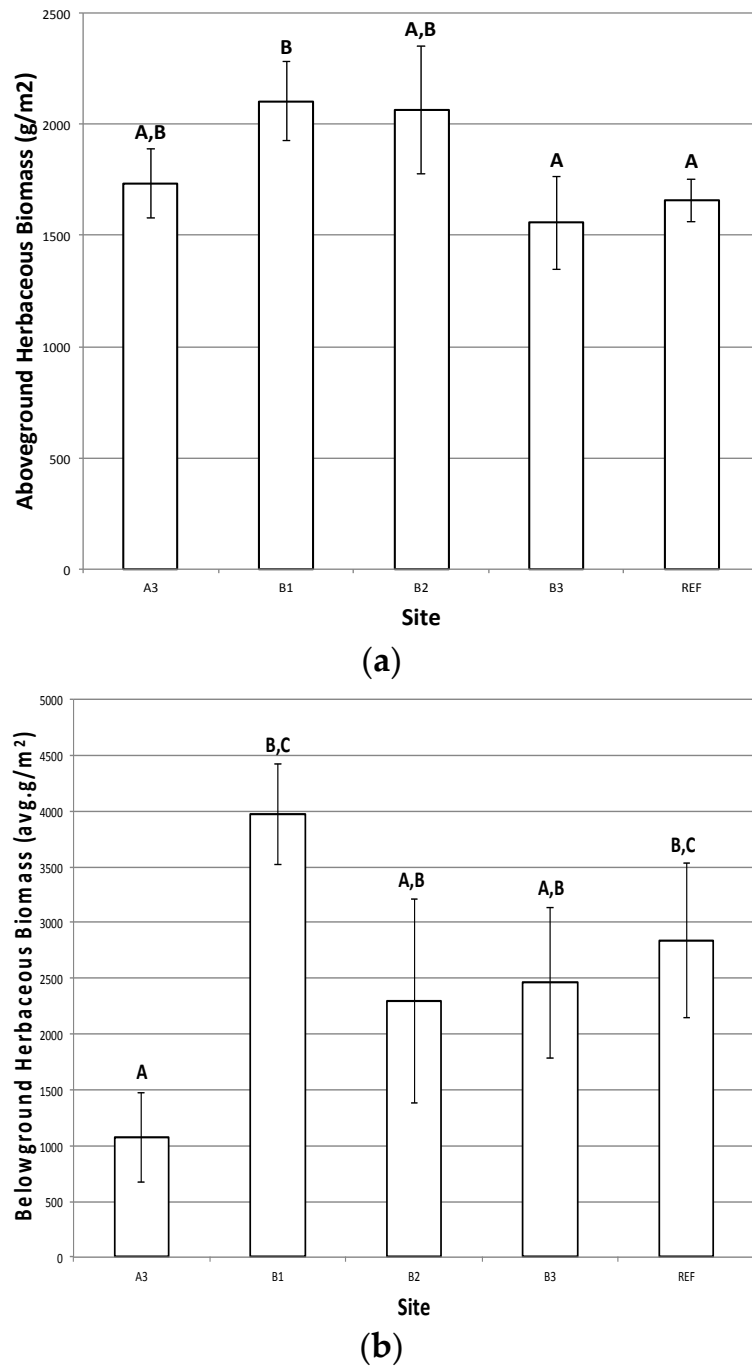 Aboveground Herbaceous Biomass (g/m2)
2500
2000
1500
1000
500
0
A,B
B
A,B
A
A
A3 B1 B2 B3 REF
Site
(a)
Belowground Herbaceous Biomass (avg.g/m²)
5000
4500
4000
3500
3000
2500
2000
1500
1000
500
0
A
B,C
A,B
A,B
B,C
A3 B1 B2 B3 REF
Site
(b)